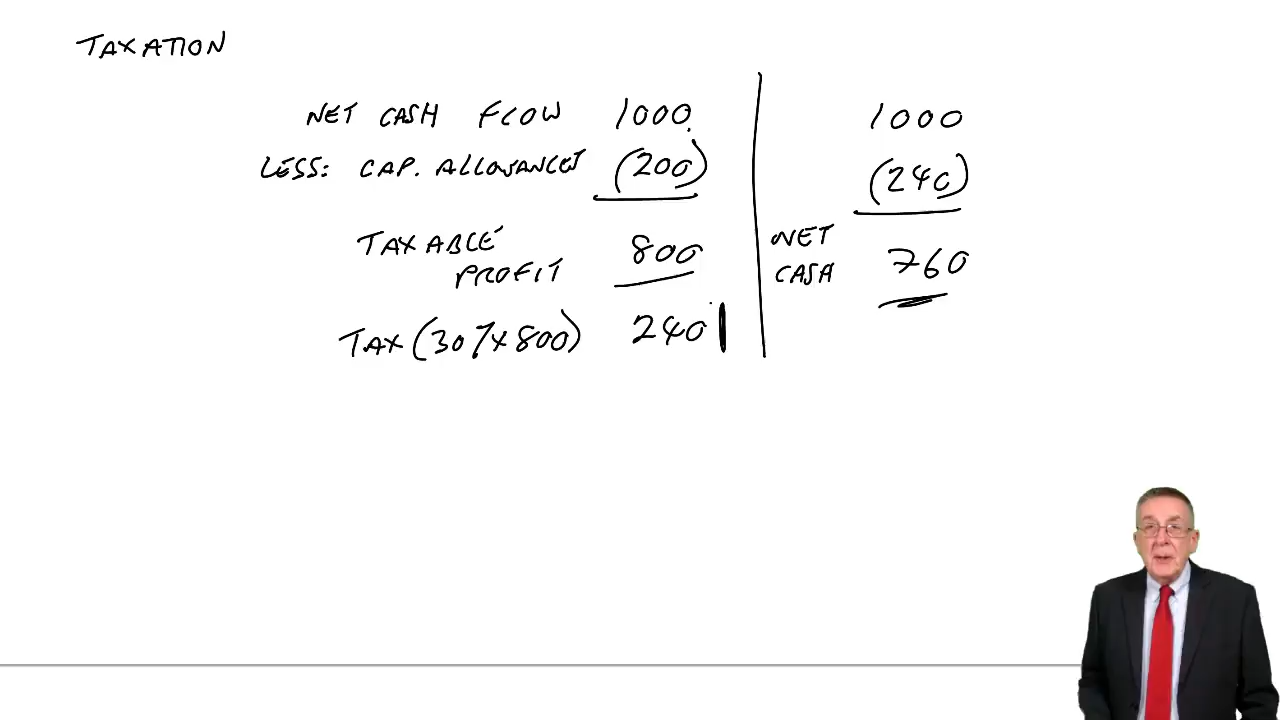 TAXATION
NET CASH FLOW 1000
LESS: CAP. ALLOWANCES (200)
TAXABLE PROFIT 800
TAX (30% x 800) 240
1000
(240)
NET CASH 760